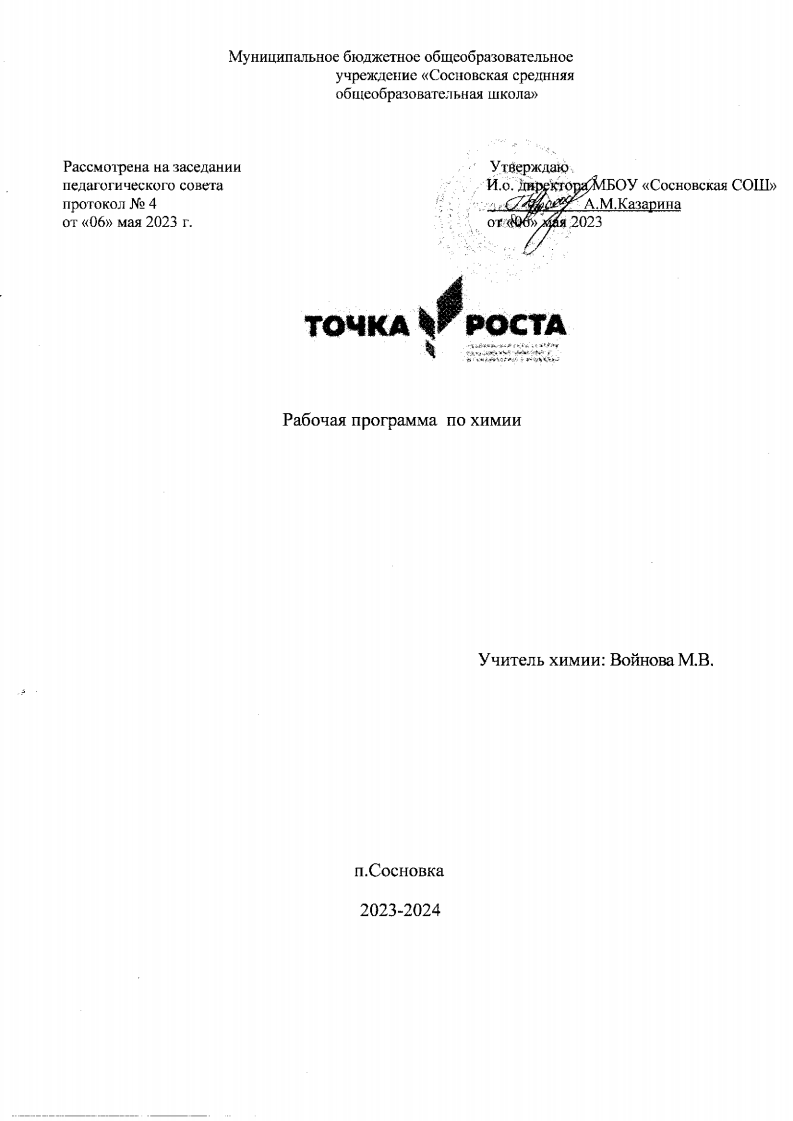 Муниципальное бюджетное общеобразовательное
учреждение «Сосновская среднняя
общеобразовательная школа»
Рассмотрена на заседании
педагогического совета
протокол № 4
от «06» мая 2023 г.
Утверждаю
И.о. директора МБОУ «Сосновская СОШ»
А.М.Казарина
от «06» мая 2023
ТОЧКА РОСТА
Рабочая программа по химии
Учитель химии: Войнова М.В.
п.Сосновка
2023-2024